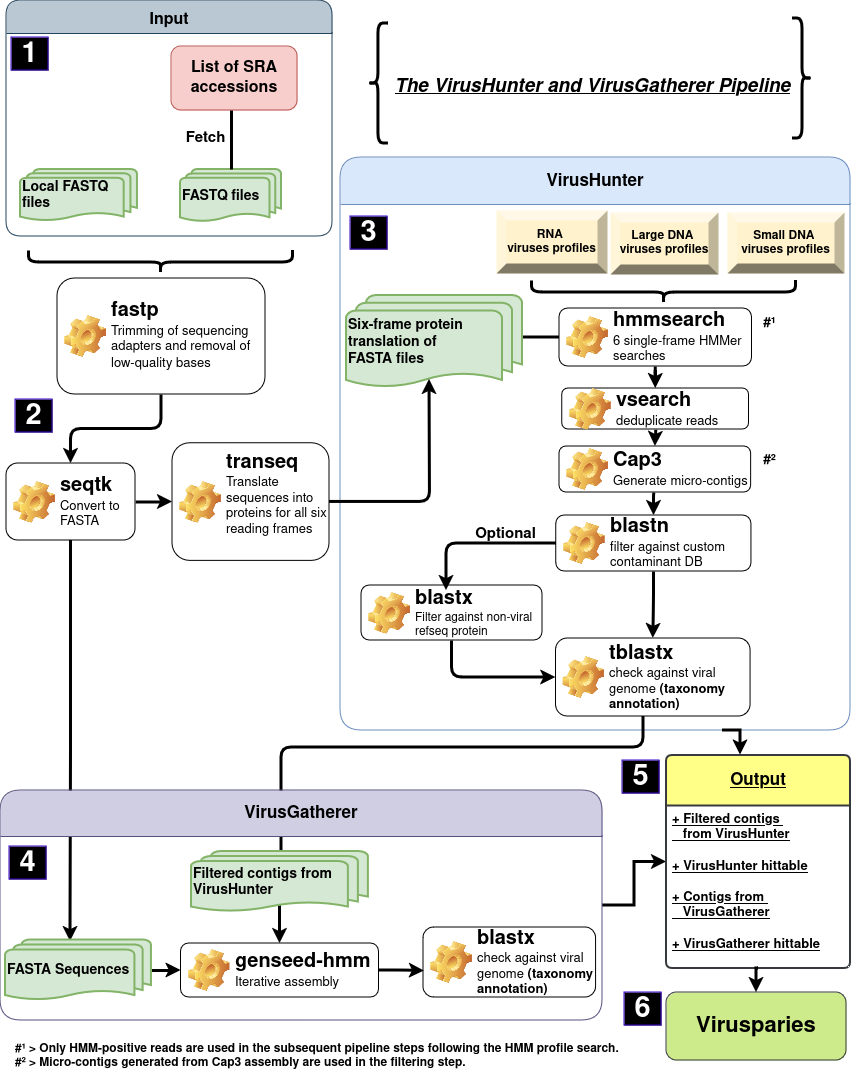 Input
1
List of SRA
accessions
Fetch
Local FASTQ
files
FASTQ files
The VirusHunter and VirusGatherer Pipeline
fastp
Trimming of sequencing
adapters and removal of
low-quality bases
2
seqtk
Convert to
FASTA
transeq
Translate
sequences into
proteins for all six
reading frames
VirusHunter
3
RNA
viruses profiles
Large DNA
viruses profiles
Small DNA
viruses profiles
Six-frame protein
translation of
FASTA files
hmmsearch
6 single-frame HMMer
searches
#¹
vsearch
deduplicate reads
Cap3
Generate micro-contigs
#²
blastn
filter against custom
contaminant DB
Optional
blastx
Filter against non-viral
refseq protein
tblastx
check against viral
genome (taxonomy
annotation)
VirusGatherer
4
Filtered contigs from
VirusHunter
FASTA Sequences
genseed-hmm
Iterative assembly
blastx
check against viral
genome (taxonomy
annotation)
5
Output
+ Filtered contigs
from VirusHunter
+ VirusHunter hittable
+ Contigs from
VirusGatherer
+ VirusGatherer hittable
6
Virusparies
#¹ > Only HMM-positive reads are used in the subsequent pipeline steps following the HMM profile search.
#² > Micro-contigs generated from Cap3 assembly are used in the filtering step.